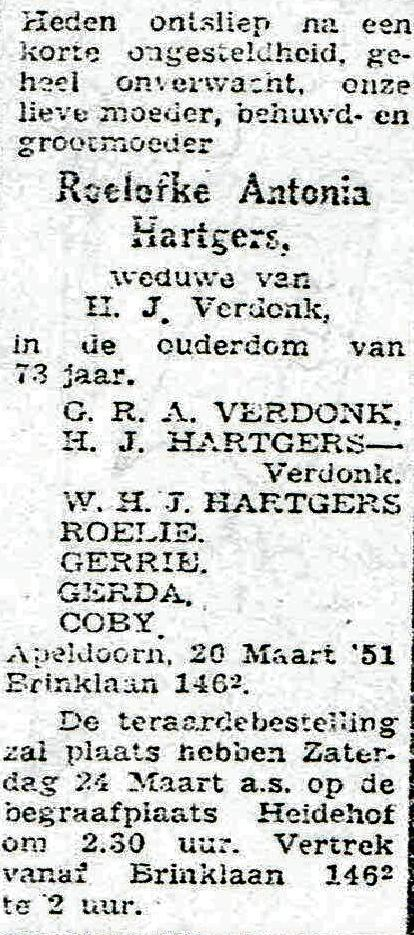 Heden ontsliep na een
korte ongesteldheid, ge-
heel onverwacht, onze
lieve moeder, behuwd- en
grootmoeder
Roelofke Antonia
Hartgers,
weduwe van
H. J. Verdonk,
in de ouderdom van
73 jaar.
G. R. A. VERDONK.
H. J. HARTGERS—
Verdonk.
W. H. J. HARTGERS
ROELIE.
GERRIE.
GERDA.
COBY.
Apeldoorn, 20 Maart '51
Brinklaan 146².
De teraardebestelling
zal plaats hebben Zater-
dag 24 Maart a.s. op de
begraafplaats Heidehof
om 2.30 uur. Vertrek
vanaf Brinklaan 146²
te 2 uur.